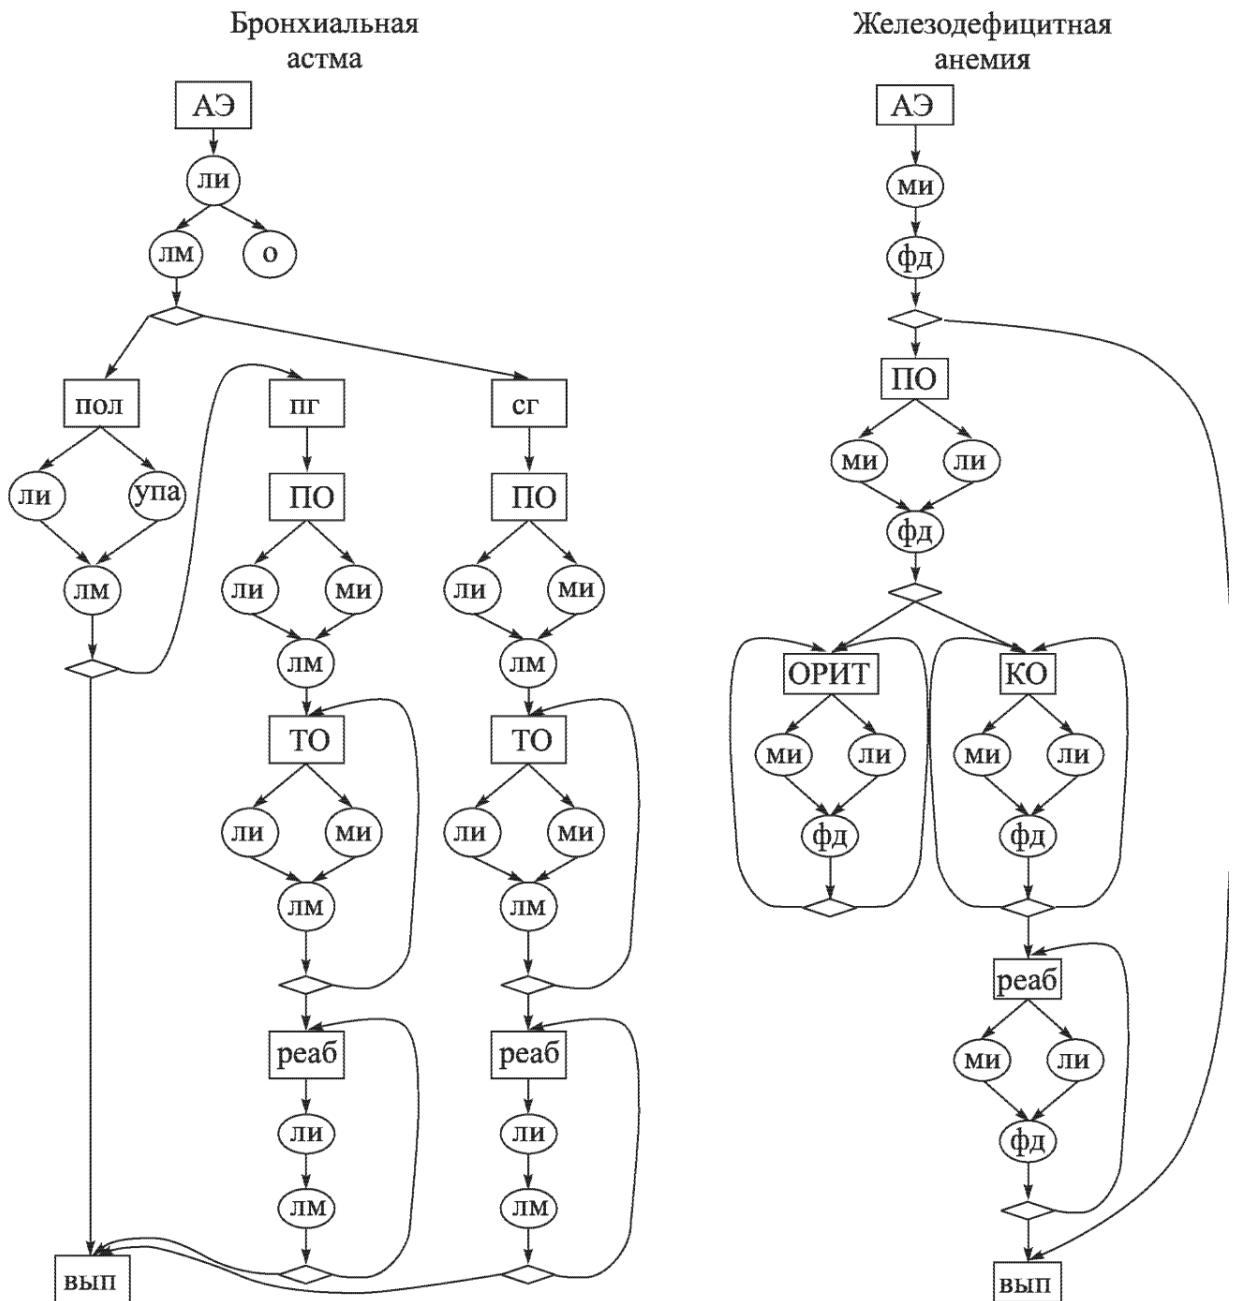 Бронхиальная
астма
АЭ
ли
лм
о
пол
пг
сг
ли
упа
ПО
ПО
лм
ли
ми
ли
ми
лм
лм
ТО
ТО
ли
ми
ли
ми
лм
лм
реаб
реаб
ли
ли
лм
лм
вып
Железодефицитная
анемия
АЭ
ми
фд
ПО
ми
ли
фд
ОРИТ
КО
ми
ли
ми
ли
фд
фд
реаб
ми
ли
фд
вып